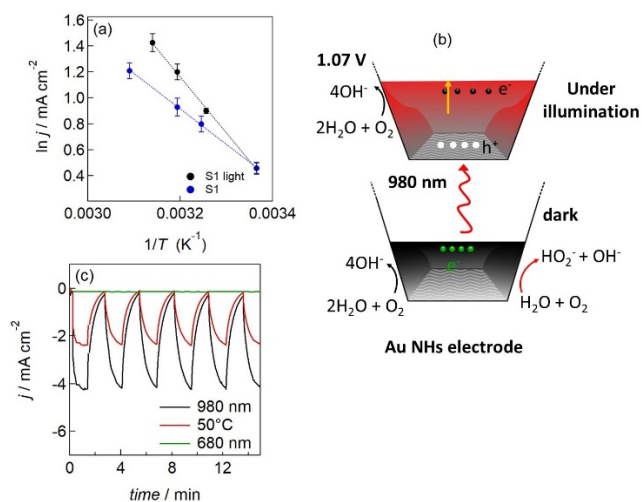 (a)
ln j / mA cm⁻²
1.6
1.4
1.2
1.0
0.8
0.6
0.4
S1 light
S1
0.0030
0.0032
0.0034
1/T (K⁻¹)
(b)
1.07 V
4OH⁻
e⁻
2H₂O + O₂
h⁺
Under
illumination
980 nm
dark
4OH⁻
e⁻
HO₂⁻ + OH⁻
2H₂O + O₂
H₂O + O₂
Au NHs electrode
(c)
j / mA cm⁻²
0
-2
-4
-6
980 nm
50°C
680 nm
0
4
8
12
time / min